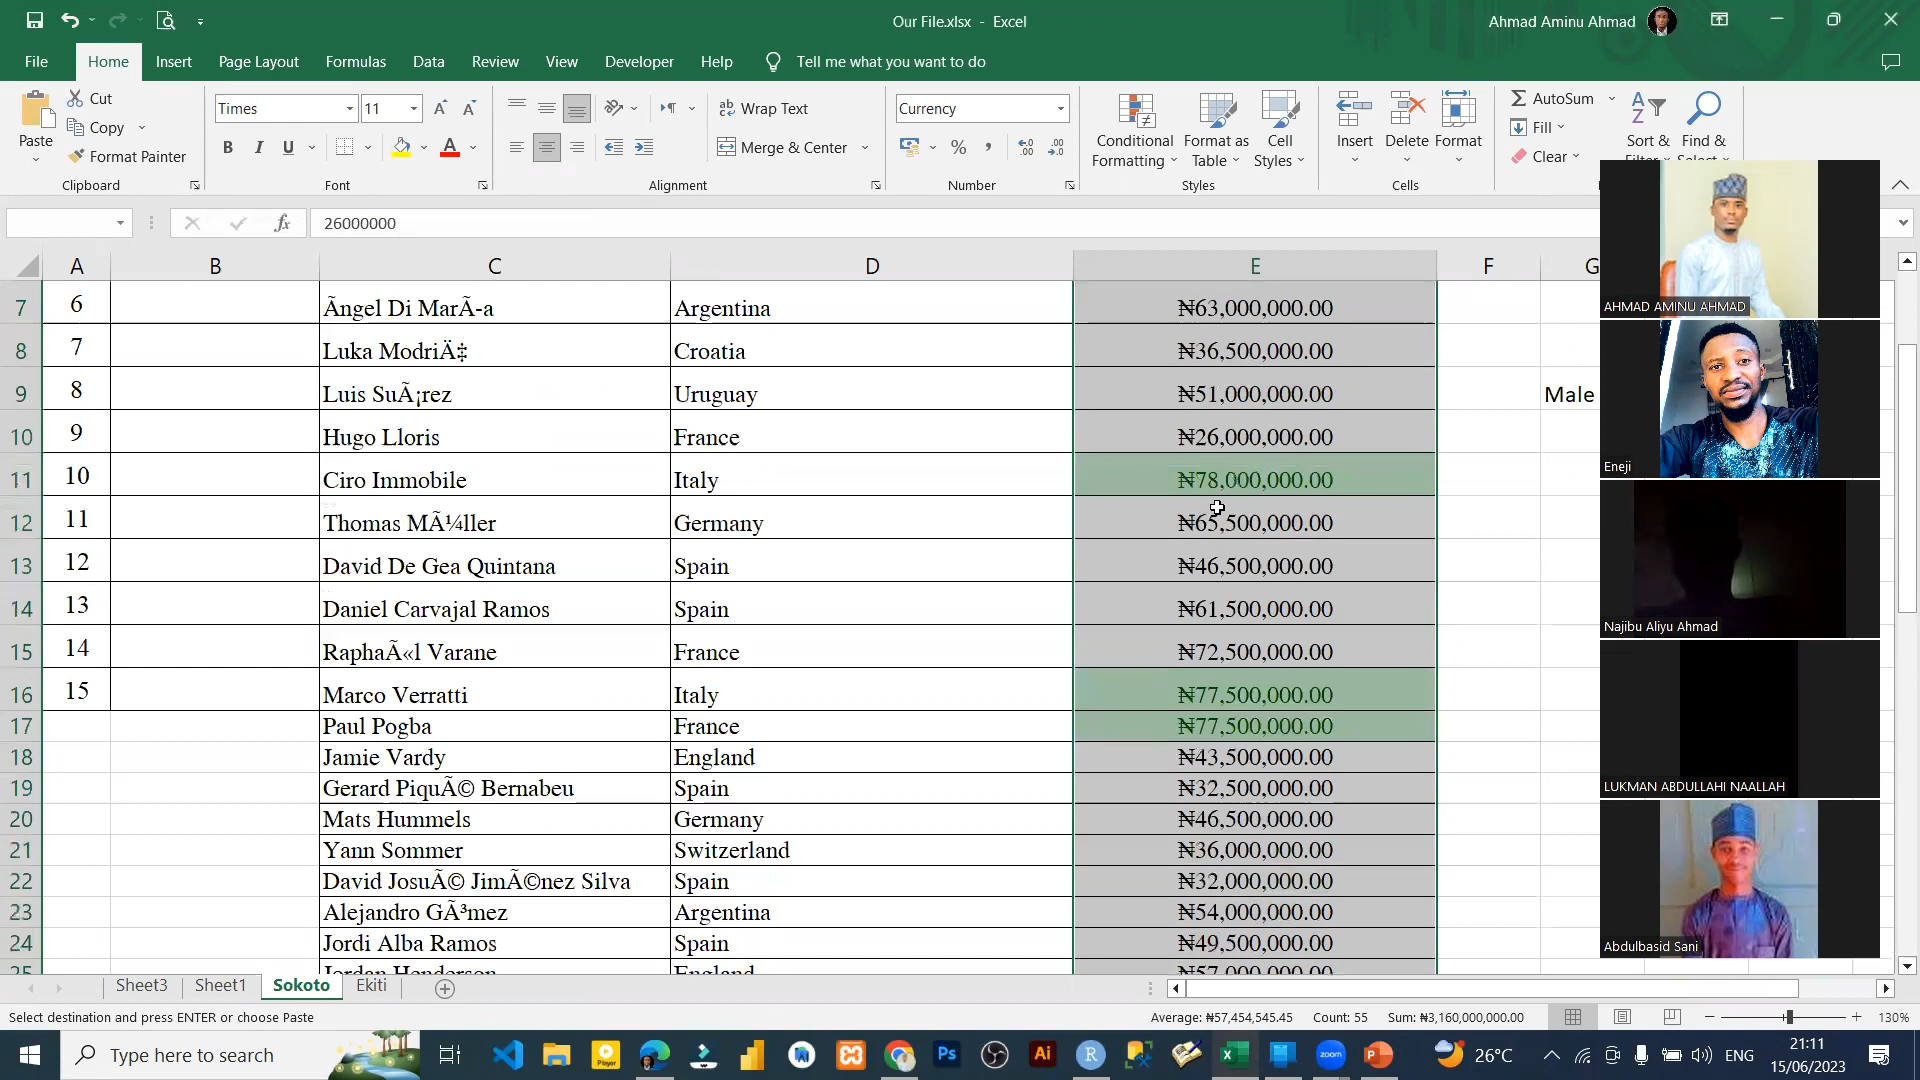 Our File.xlsx - Excel
Ahmad Aminu Ahmad
File Home Insert Page Layout Formulas Data Review View Developer Help Tell me what you want to do
Cut
Copy
Format Painter
Paste
Clipboard
Times 11
B I U
Font
Wrap Text
Merge & Center
Alignment
Currency
Number
Conditional Formatting
Format as Table
Cell Styles
Styles
Insert Delete Format
Cells
AutoSum
Fill
Clear
Sort &
Find &
26000000
A B C D E F G
7 6 Ãngel Di MarÃ-a Argentina ₦63,000,000.00
8 7 Luka ModriÄ‡ Croatia ₦36,500,000.00
9 8 Luis SuÃ¡rez Uruguay ₦51,000,000.00 Male
10 9 Hugo Lloris France ₦26,000,000.00
11 10 Ciro Immobile Italy ₦78,000,000.00
12 11 Thomas MÃ¼ller Germany ₦65,500,000.00
13 12 David De Gea Quintana Spain ₦46,500,000.00
14 13 Daniel Carvajal Ramos Spain ₦61,500,000.00
15 14 RaphaÃ«l Varane France ₦72,500,000.00
16 15 Marco Verratti Italy ₦77,500,000.00
17 Paul Pogba France ₦77,500,000.00
18 Jamie Vardy England ₦43,500,000.00
19 Gerard PiquÃ© Bernabeu Spain ₦32,500,000.00
20 Mats Hummels Germany ₦46,500,000.00
21 Yann Sommer Switzerland ₦36,000,000.00
22 David JosuÃ© JimÃ©nez Silva Spain ₦32,000,000.00
23 Alejandro GÃ³mez Argentina ₦54,000,000.00
24 Jordi Alba Ramos Spain ₦49,500,000.00
25 Jordan Henderson England ₦57,000,000.00
AHMAD AMINU AHMAD
Eneji
Najibu Aliyu Ahmad
LUKMAN ABDULLAHI NAALLAH
Abdulbasid Sani
Sheet3 Sheet1 Sokoto Ekiti
Select destination and press ENTER or choose Paste
Average: ₦57,454,545.45 Count: 55 Sum: ₦3,160,000,000.00
130%
Type here to search
26°C
ENG
21:11
15/06/2023